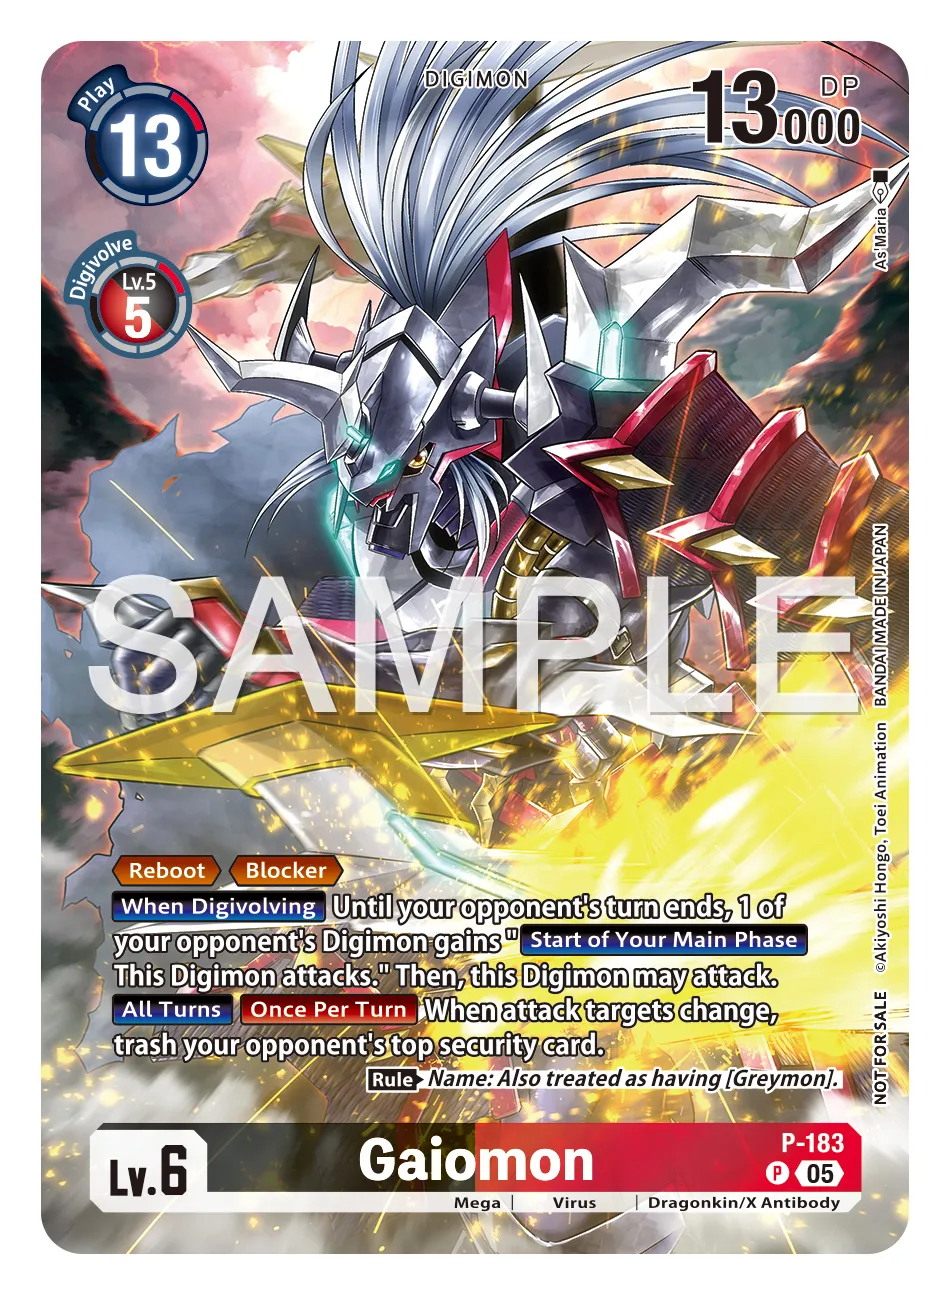 DIGIMON
Play
13
13000
DP
Digivolve
Lv.5
5
As'Maria
SAMPLE
Reboot Blocker
When Digivolving Until your opponent's turn ends, 1 of
your opponent's Digimon gains " Start of Your Main Phase
This Digimon attacks." Then, this Digimon may attack.
All Turns Once Per Turn When attack targets change,
trash your opponent's top security card.
Rule Name: Also treated as having [Greymon].
NOT FOR SALE ©Akiyoshi Hongo, Toei Animation BANDAI MADE IN JAPAN
Lv.6
Gaiomon
P-183
P 05
Mega | Virus | Dragonkin/X Antibody